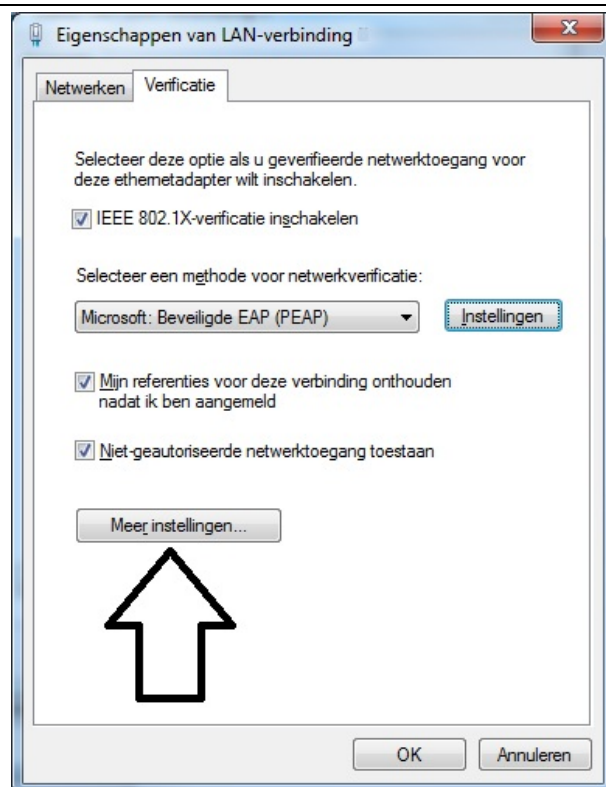 Eigenschappen van LAN-verbinding
Netwerken Verificatie
Selecteer deze optie als u geverifieerde netwerktoegang voor
deze ethernetadapter wilt inschakelen.
IEEE 802.1X-verificatie inschakelen
Selecteer een methode voor netwerkverificatie:
Microsoft: Beveiligde EAP (PEAP) Instellingen
Mijn referenties voor deze verbinding onthouden
nadat ik ben aangemeld
Niet-geautoriseerde netwerktoegang toestaan
Meer instellingen...
OK Annuleren